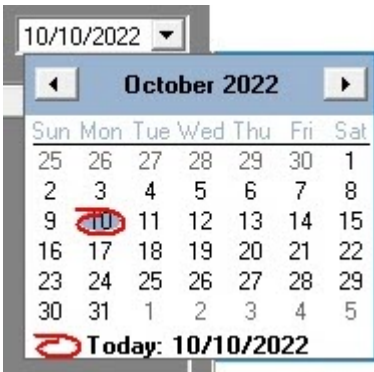 10/10/2022
October 2022
Sun Mon Tue Wed Thu Fri Sat
25 26 27 28 29 30 1
2 3 4 5 6 7 8
9 10 11 12 13 14 15
16 17 18 19 20 21 22
23 24 25 26 27 28 29
30 31 1 2 3 4 5
Today: 10/10/2022